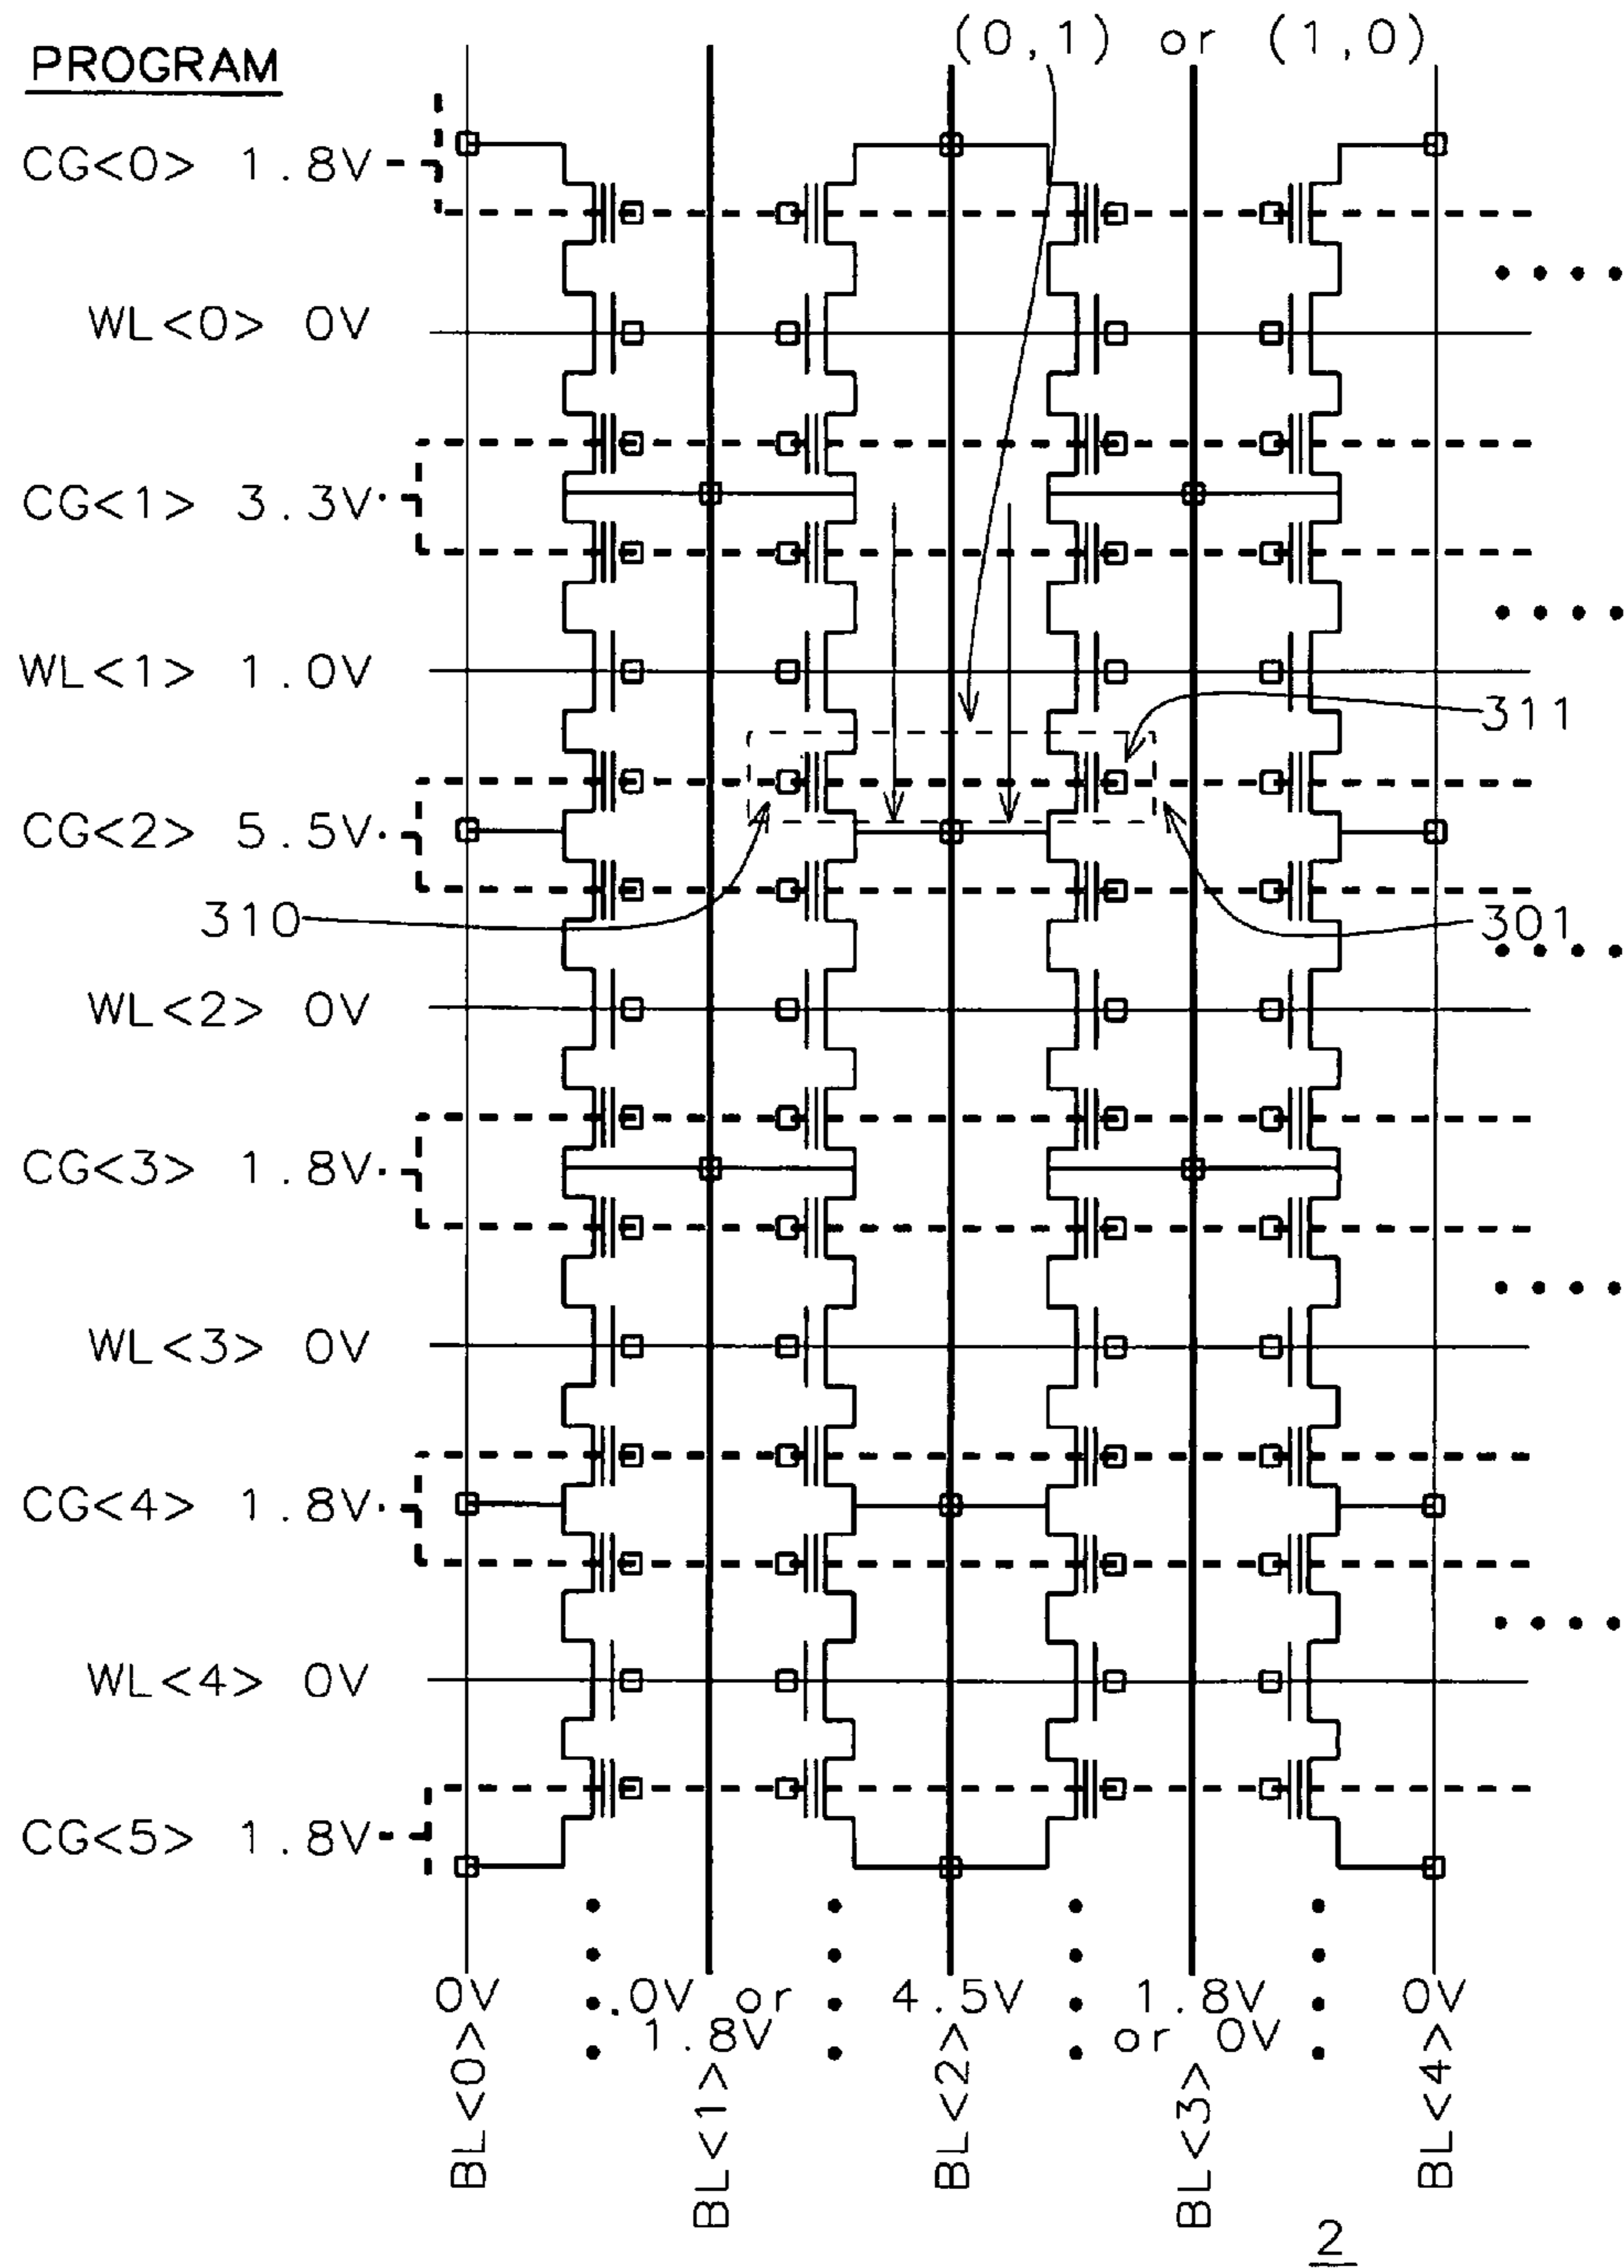 (0,1) or (1,0)
PROGRAM
CG<0> 1.8V
WL<0> 0V
CG<1> 3.3V
WL<1> 1.0V
311
CG<2> 5.5V
310
301
WL<2> 0V
CG<3> 1.8V
WL<3> 0V
CG<4> 1.8V
WL<4> 0V
CG<5> 1.8V
0V
.0V or
1.8V
4.5V
1.8V
or 0V
0V
BL<0>
BL<1>
BL<2>
BL<3>
BL<4>
2